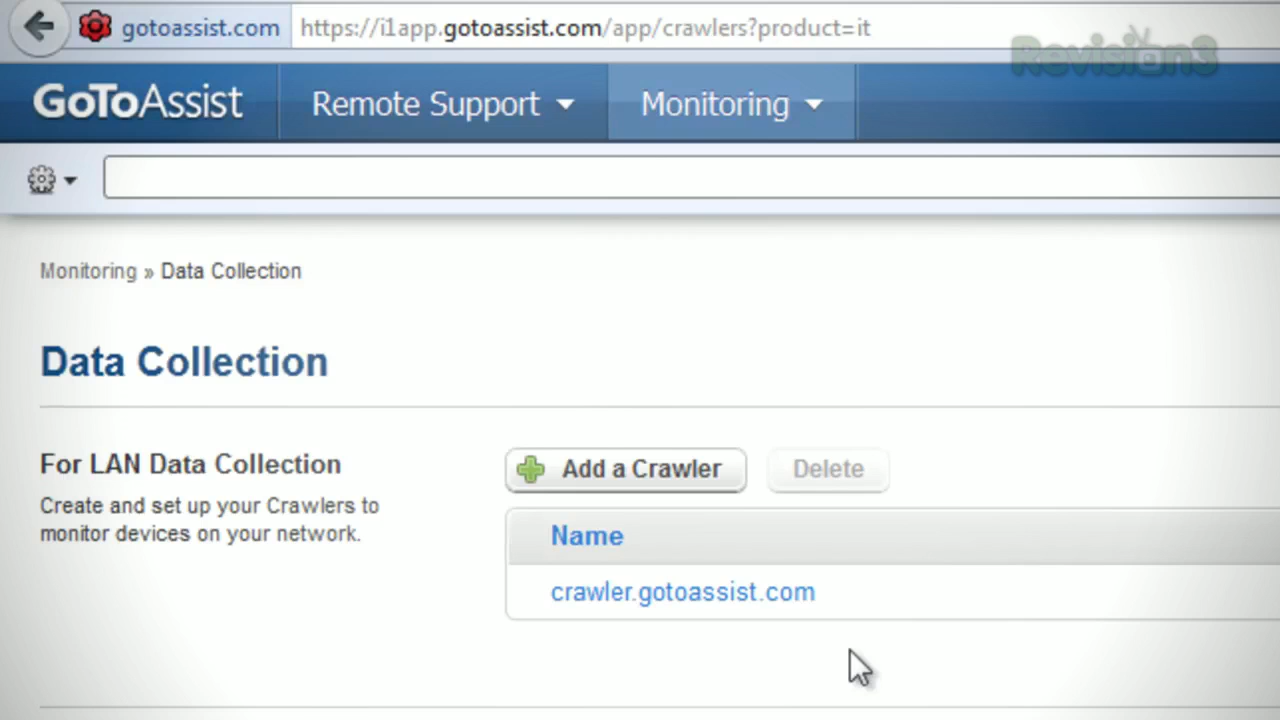 gotoassist.com https://i1app.gotoassist.com/app/crawlers?product=it
Revision3
GoToAssist Remote Support Monitoring
Monitoring » Data Collection
Data Collection
For LAN Data Collection
Create and set up your Crawlers to
monitor devices on your network.
Add a Crawler Delete
Name
crawler.gotoassist.com